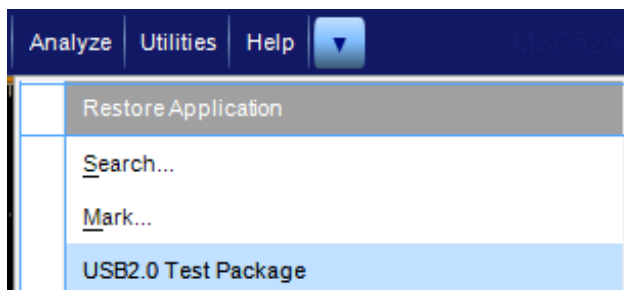 Analyze Utilities Help
Restore Application
Search...
Mark...
USB2.0 Test Package